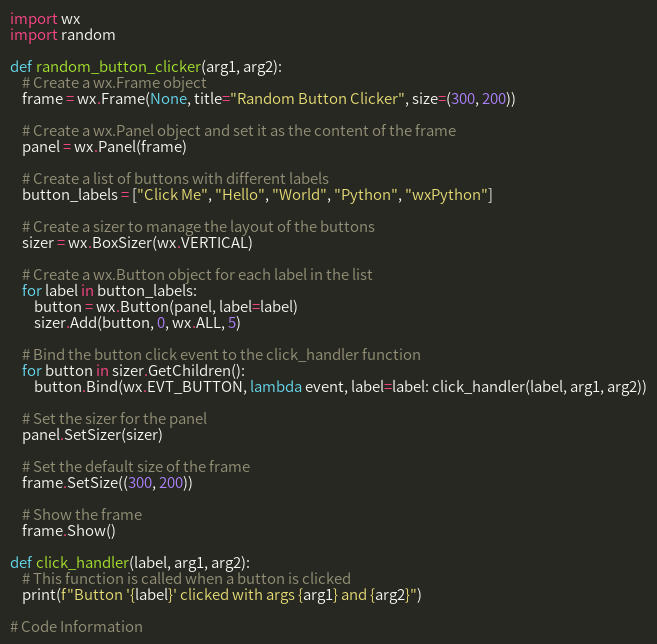 import wx
import random

def random_button_clicker(arg1, arg2):
    # Create a wx.Frame object
    frame = wx.Frame(None, title="Random Button Clicker", size=(300, 200))

    # Create a wx.Panel object and set it as the content of the frame
    panel = wx.Panel(frame)

    # Create a list of buttons with different labels
    button_labels = ["Click Me", "Hello", "World", "Python", "wxPython"]

    # Create a sizer to manage the layout of the buttons
    sizer = wx.BoxSizer(wx.VERTICAL)

    # Create a wx.Button object for each label in the list
    for label in button_labels:
        button = wx.Button(panel, label=label)
        sizer.Add(button, 0, wx.ALL, 5)

    # Bind the button click event to the click_handler function
    for button in sizer.GetChildren():
        button.Bind(wx.EVT_BUTTON, lambda event, label=label: click_handler(label, arg1, arg2))

    # Set the sizer for the panel
    panel.SetSizer(sizer)

    # Set the default size of the frame
    frame.SetSize((300, 200))

    # Show the frame
    frame.Show()

def click_handler(label, arg1, arg2):
    # This function is called when a button is clicked
    print(f"Button '{label}' clicked with args {arg1} and {arg2}")

# Code Information